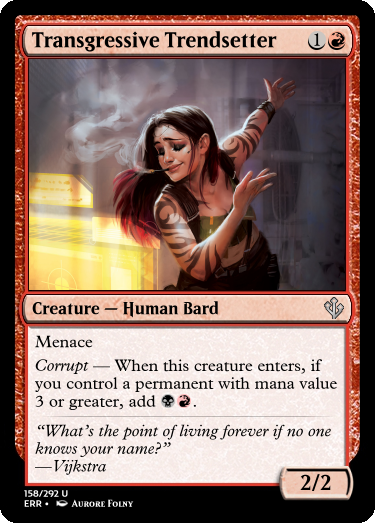 Transgressive Trendsetter 1
Creature — Human Bard
Menace
Corrupt — When this creature enters, if
you control a permanent with mana value
3 or greater, add .
“What's the point of living forever if no one
knows your name?”
—Vijkstra
2/2
158/292 U
ERR • Aurore Folny